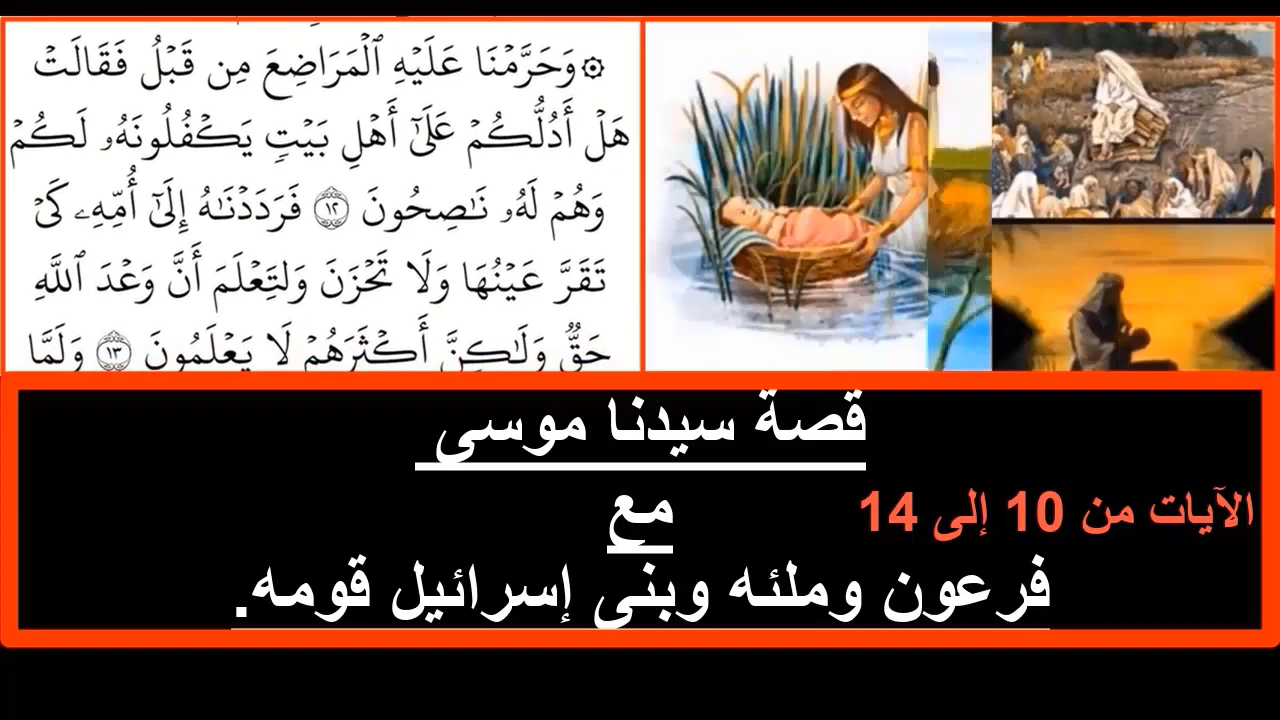 ۞ وَحَرَّمۡنَا عَلَيۡهِ ٱلۡمَرَاضِعَ مِن قَبۡلُ فَقَالَتۡ
هَلۡ أَدُلُّكُمۡ عَلَىٰٓ أَهۡلِ بَيۡتٖ يَكۡفُلُونَهُۥ لَكُمۡ
وَهُمۡ لَهُۥ نَٰصِحُونَ ١٢ فَرَدَدۡنَٰهُ إِلَىٰٓ أُمِّهِۦ كَيۡ
تَقَرَّ عَيۡنُهَا وَلَا تَحۡزَنَ وَلِتَعۡلَمَ أَنَّ وَعۡدَ ٱللَّهِ
حَقّٞ وَلَٰكِنَّ أَكۡثَرَهُمۡ لَا يَعۡلَمُونَ ١٣ وَلَمَّا
قصة سيدنا موسى
مع
الآيات من 10 إلى 14
فرعون وملئه وبنى إسرائيل قومه.